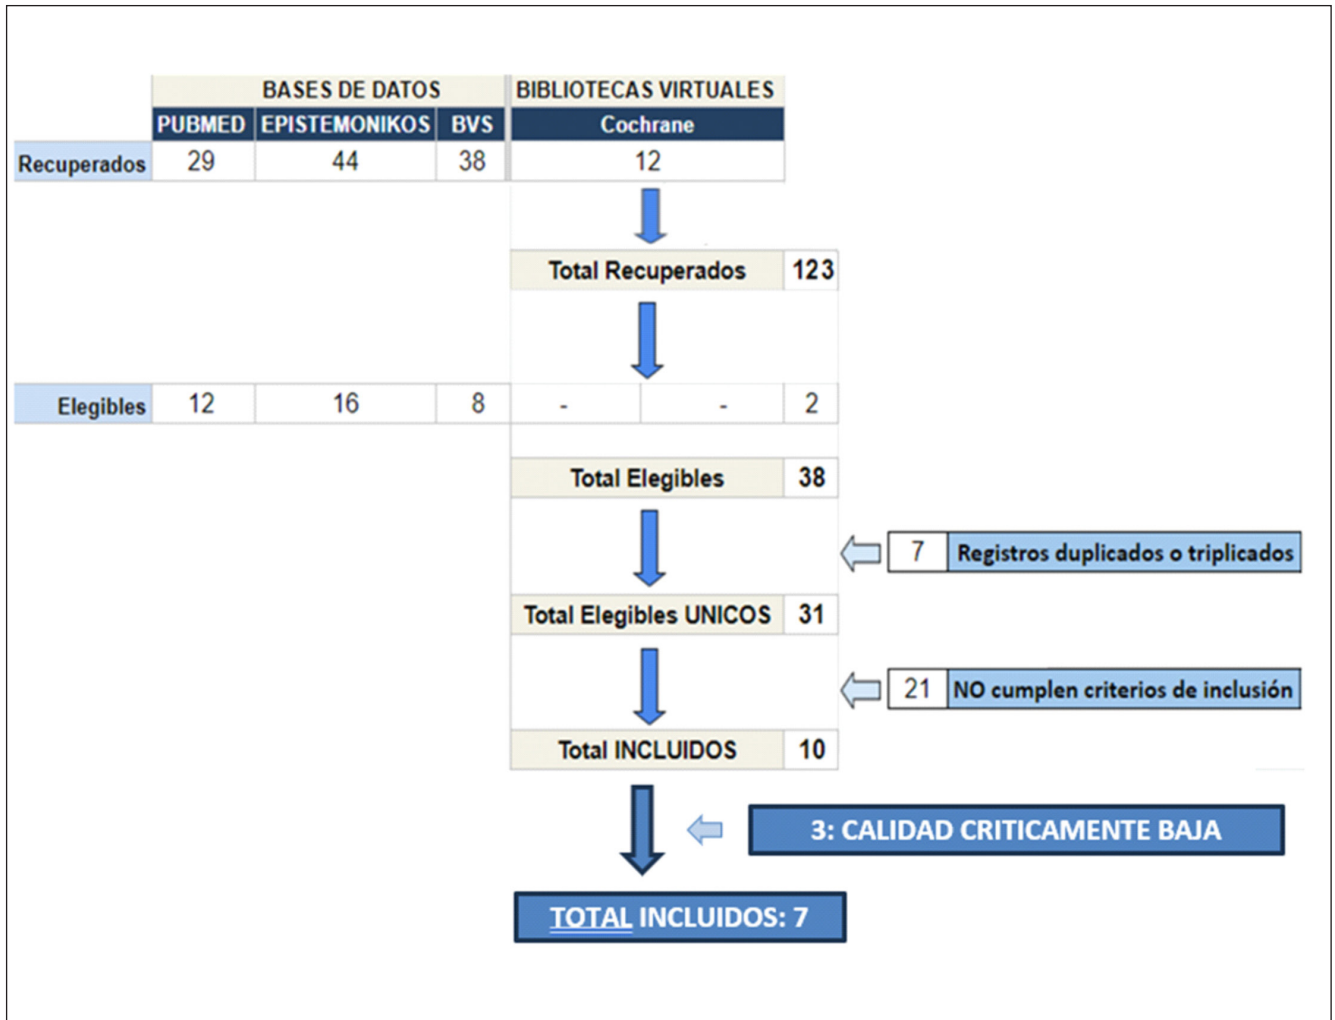 BASES DE DATOS BIBLIOTECAS VIRTUALES
PUBMED EPISTEMONIKOS BVS Cochrane
Recuperados 29 44 38 12
Total Recuperados 123
Elegibles 12 16 8 - - 2
Total Elegibles 38
7 Registros duplicados o triplicados
Total Elegibles UNICOS 31
21 NO cumplen criterios de inclusión
Total INCLUIDOS 10
3: CALIDAD CRITICAMENTE BAJA
TOTAL INCLUIDOS: 7